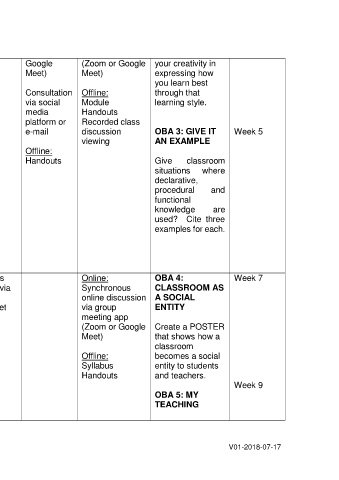 Google
Meet)
Consultation
via social
media
platform or
e-mail
Offline:
Handouts
(Zoom or Google
Meet)
Offline:
Module
Handouts
Recorded class
discussion
viewing
your creativity in
expressing how
you learn best
through that
learning style.
OBA 3: GIVE IT
AN EXAMPLE
Give classroom
situations where
declarative,
procedural and
functional
knowledge are
used? Cite three
examples for each.
Week 5
s
via
et
Online:
Synchronous
online discussion
via group
meeting app
(Zoom or Google
Meet)
Offline:
Syllabus
Handouts
OBA 4:
CLASSROOM AS
A SOCIAL
ENTITY
Create a POSTER
that shows how a
classroom
becomes a social
entity to students
and teachers.
OBA 5: MY
TEACHING
Week 7
Week 9
V01-2018-07-17